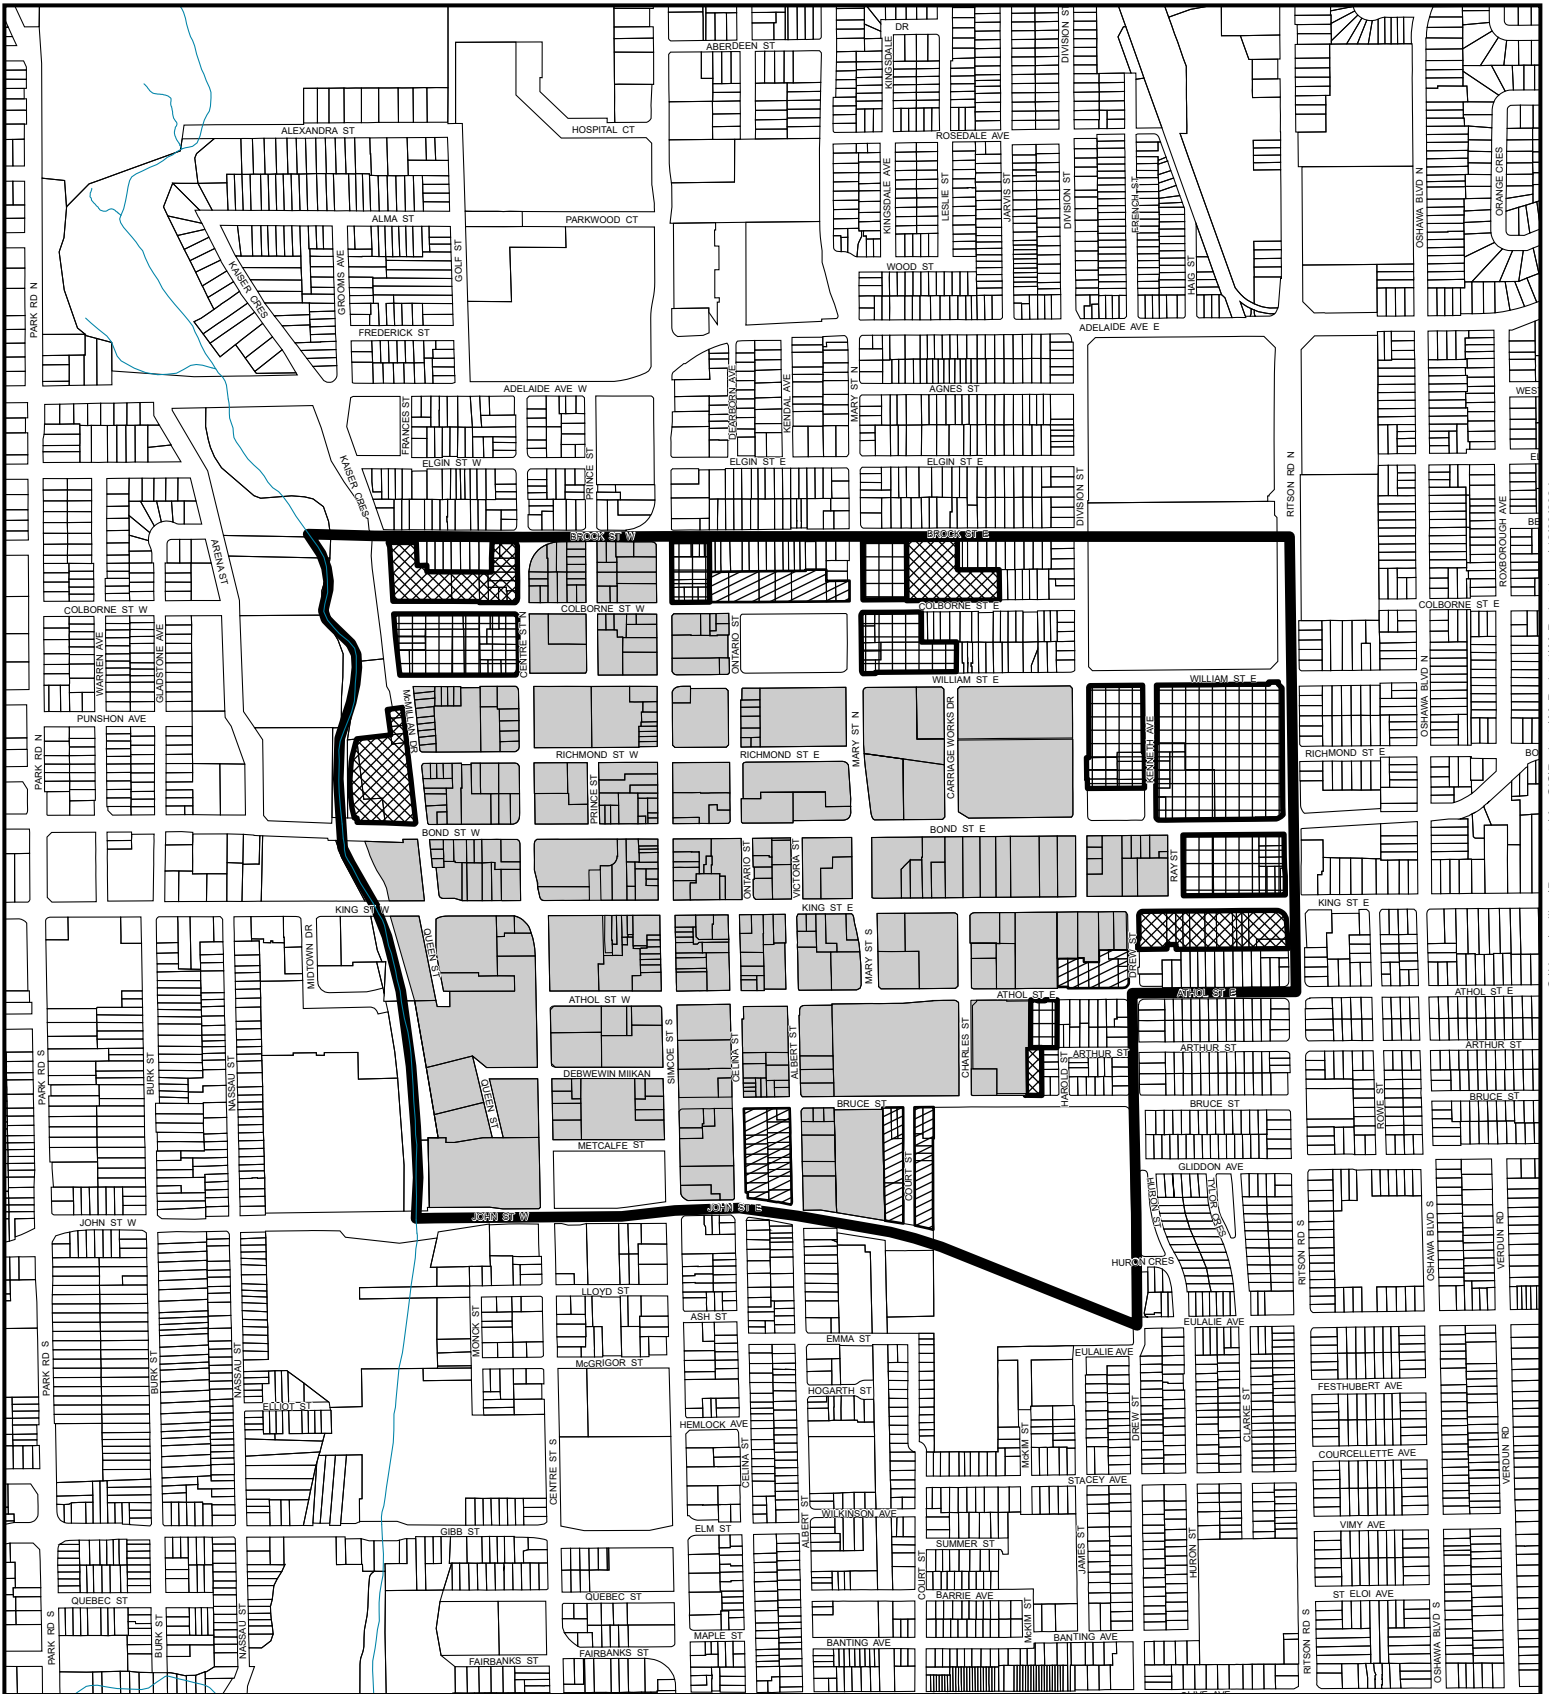 DR
ABERDEEN ST
KINGSDALE
DIVISION ST
ALEXANDRA ST
HOSPITAL CT
ROSEDALE AVE
ORANGE CRES
OSHAWA BLVD N
KINGSDALE AVE
LESLIE ST
JARVIS ST
DIVISION ST
FRENCH ST
ALMA ST
PARKWOOD CT
GOLF ST
GROOMS AVE
KAISER CRES
WOOD ST
HAIG ST
PARK RD N
FREDERICK ST
ADELAIDE AVE E
ADELAIDE AVE W
AGNES ST
DEARBORN AVE
KENDAL AVE
MARY ST N
WES
FRANCES ST
ELGIN ST W
PRINCE ST
ELGIN ST E
ELGIN ST E
KAISER CRES
DIVISION ST
RITSON RD N
ROXBOROUGH AVE
BROCK ST W
BROCK ST E
ARENA ST
COLBORNE ST W
COLBORNE ST W
COLBORNE ST E
COLBORNE ST E
WARREN AVE
GLADSTONE AVE
CENTRE ST N
ONTARIO ST
OSHAWA BLVD N
WILLIAM ST E
WILLIAM ST E
PUNSHON AVE
McMILLAN DR
MARY ST N
CARRIAGE WORKS DR
KENNETH AVE
RICHMOND ST W
RICHMOND ST E
RICHMOND ST E
BO
PARK RD N
PRINCE ST
BOND ST W
BOND ST E
ONTARIO ST
VICTORIA ST
RAY ST
KING ST W
KING ST E
KING ST E
MIDTOWN DR
QUEEN ST
MARY ST S
DREW ST
ATHOL ST W
ATHOL ST E
ATHOL ST E
ATHOL ST E
PARK RD S
BURK ST
NASSAU ST
SIMCOE ST S
CELINA ST
ALBERT ST
CHARLES ST
HAROLD ST
ARTHUR ST
ARTHUR ST
ARTHUR ST
DEBWEWIN MIIKAN
QUEEN ST
BRUCE ST
BRUCE ST
BRUCE ST
ROWE ST
METCALFE ST
COURT ST
GLIDDON AVE
HURON ST
TYLOR CRES
JOHN ST W
JOHN ST W
JOHN ST E
RITSON RD S
OSHAWA BLVD S
VERDUN RD
HURON CRES
LLOYD ST
ASH ST
EULALIE AVE
MONCK ST
EMMA ST
EULALIE AVE
PARK RD S
BURK ST
NASSAU ST
McGRIGOR ST
HOGARTH ST
FESTHUBERT AVE
ELLIOT ST
HEMLOCK AVE
CELINA ST
McKIM ST
DREW ST
CLARKE ST
COURCELLETTE AVE
VERDUN RD
CENTRE ST S
STACEY AVE
ALBERT ST
WILKINSON AVE
GIBB ST
ELM ST
SUMMER ST
JAMES ST
HURON ST
VIMY AVE
COURT ST
QUEBEC ST
QUEBEC ST
BARRIE AVE
ST ELOI AVE
PARK RD S
BURK ST
NASSAU ST
MAPLE ST
BANTING AVE
McKIM ST
BANTING AVE
RITSON RD S
OSHAWA BLVD S
FAIRBANKS ST
FAIRBANKS ST